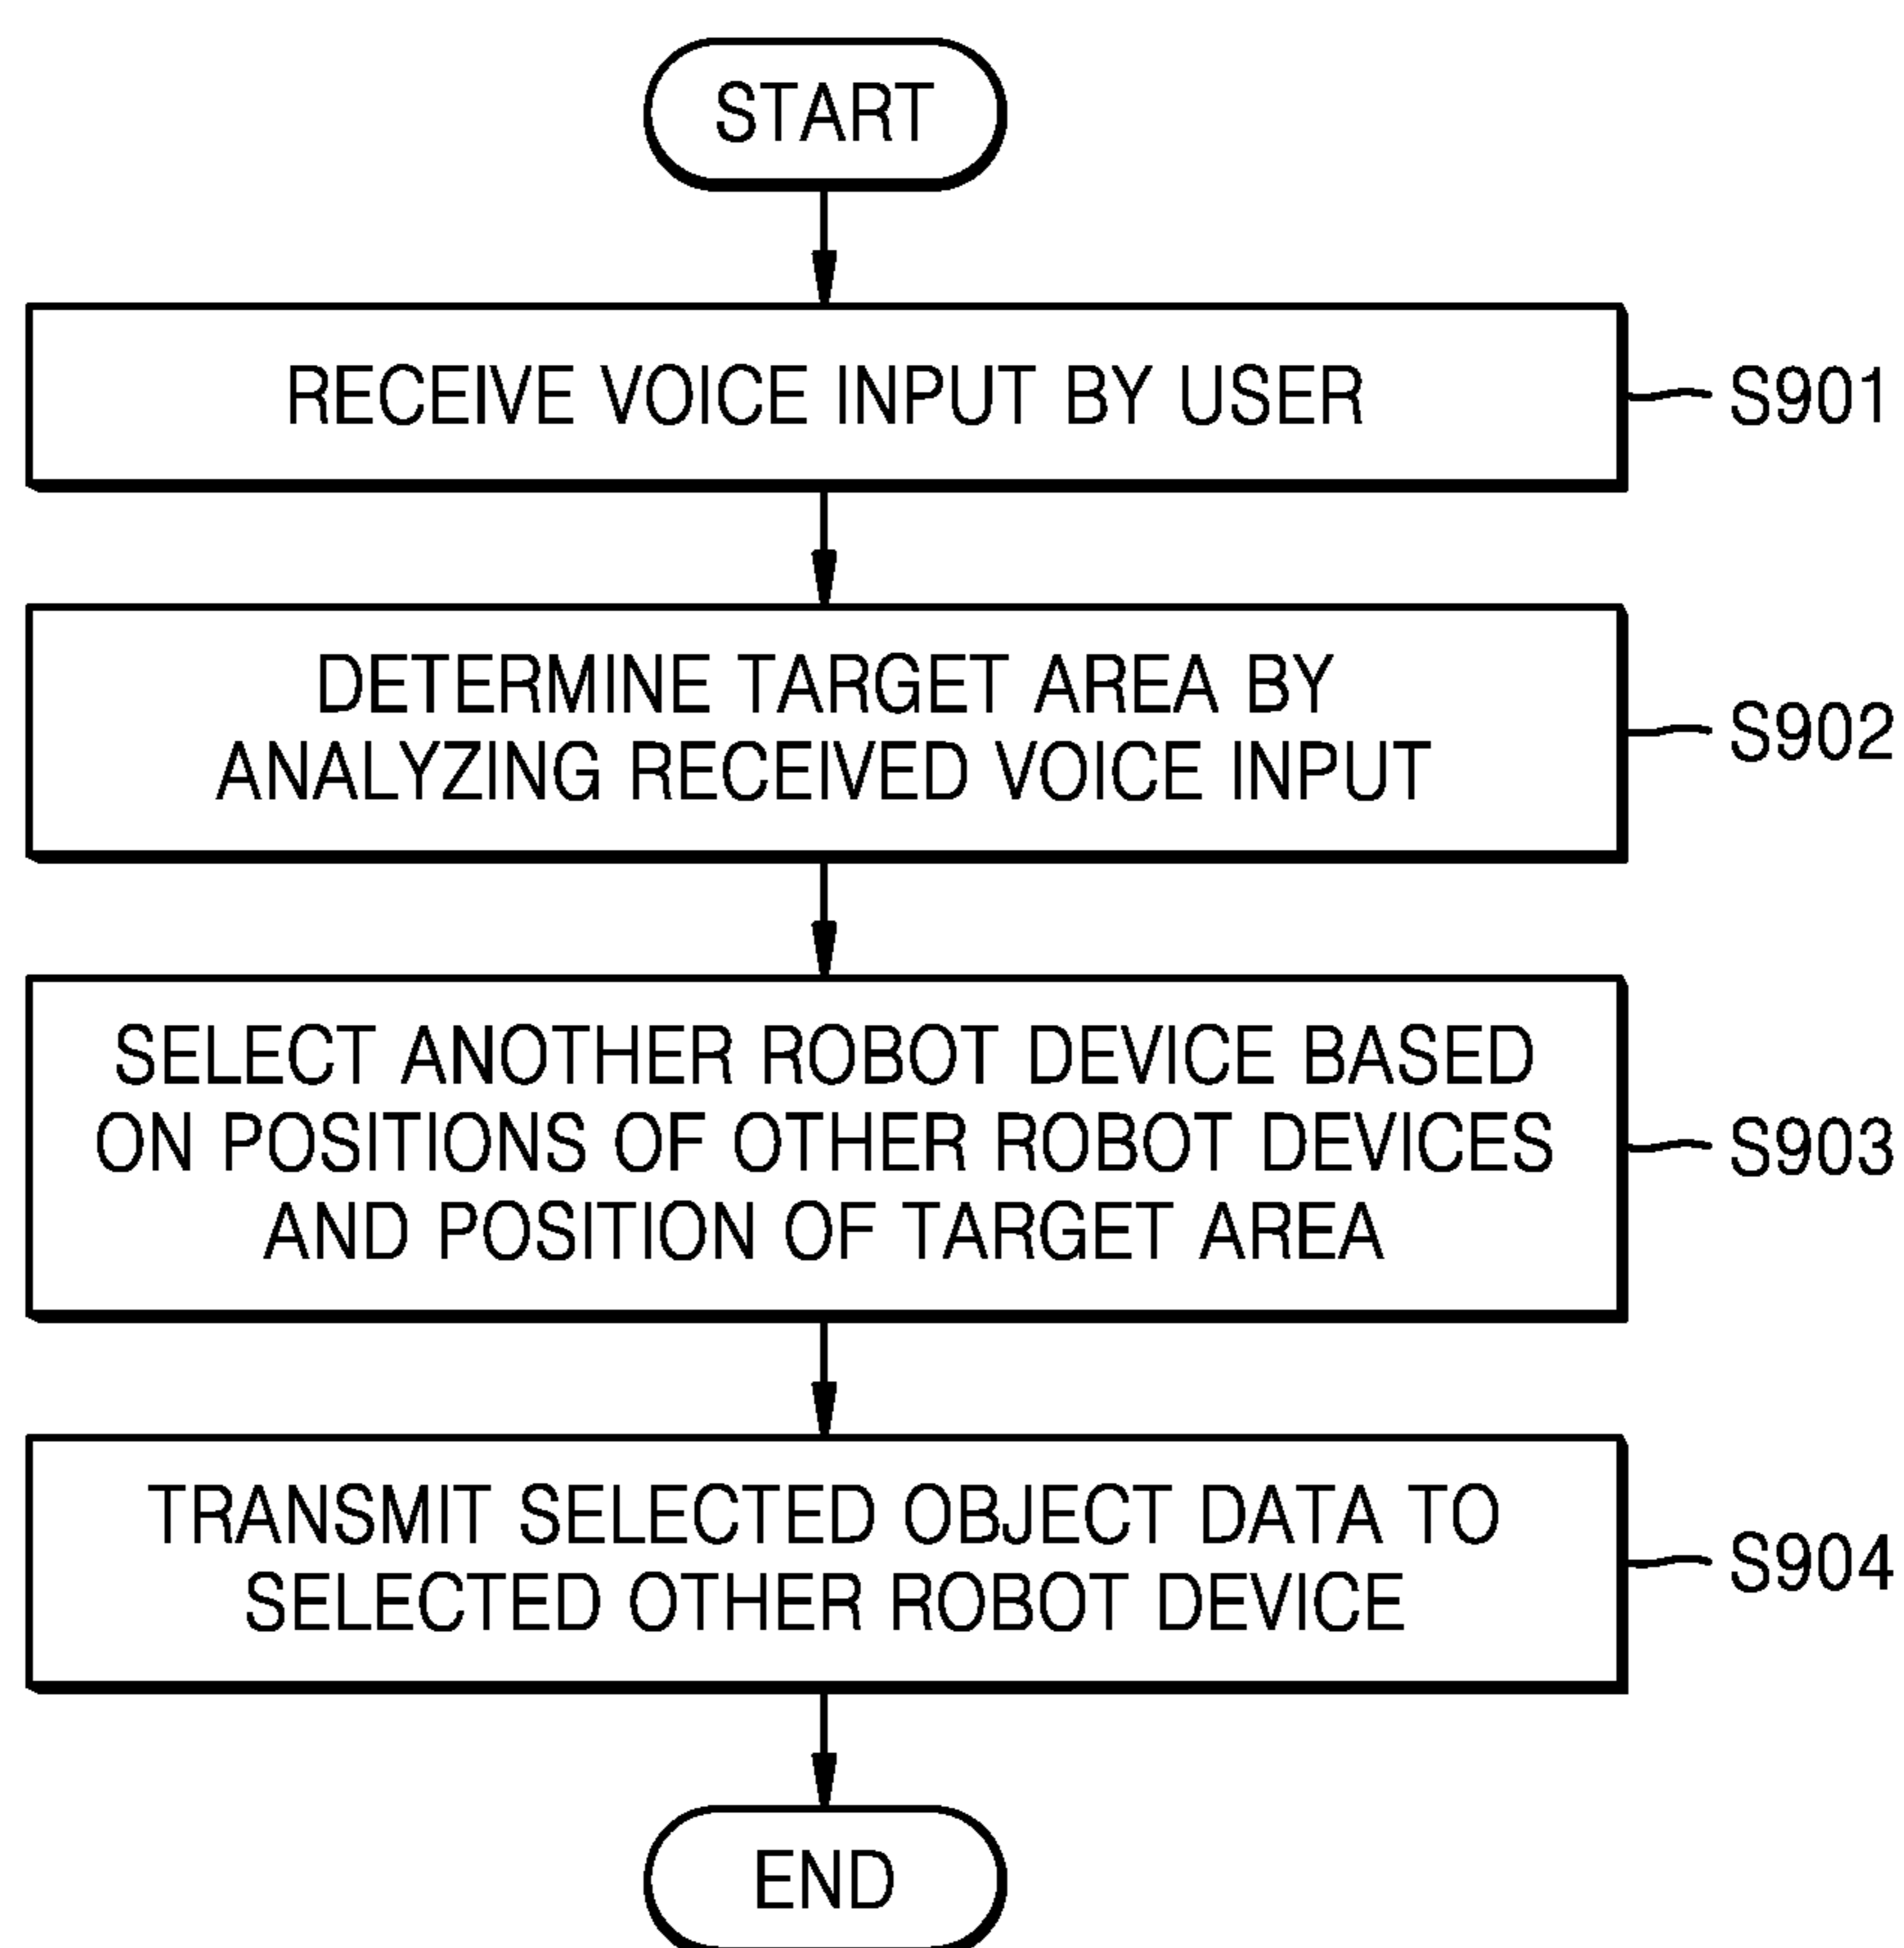 START
RECEIVE VOICE INPUT BY USER
S901
DETERMINE TARGET AREA BY
ANALYZING RECEIVED VOICE INPUT
S902
SELECT ANOTHER ROBOT DEVICE BASED
ON POSITIONS OF OTHER ROBOT DEVICES
AND POSITION OF TARGET AREA
S903
TRANSMIT SELECTED OBJECT DATA TO
SELECTED OTHER ROBOT DEVICE
S904
END